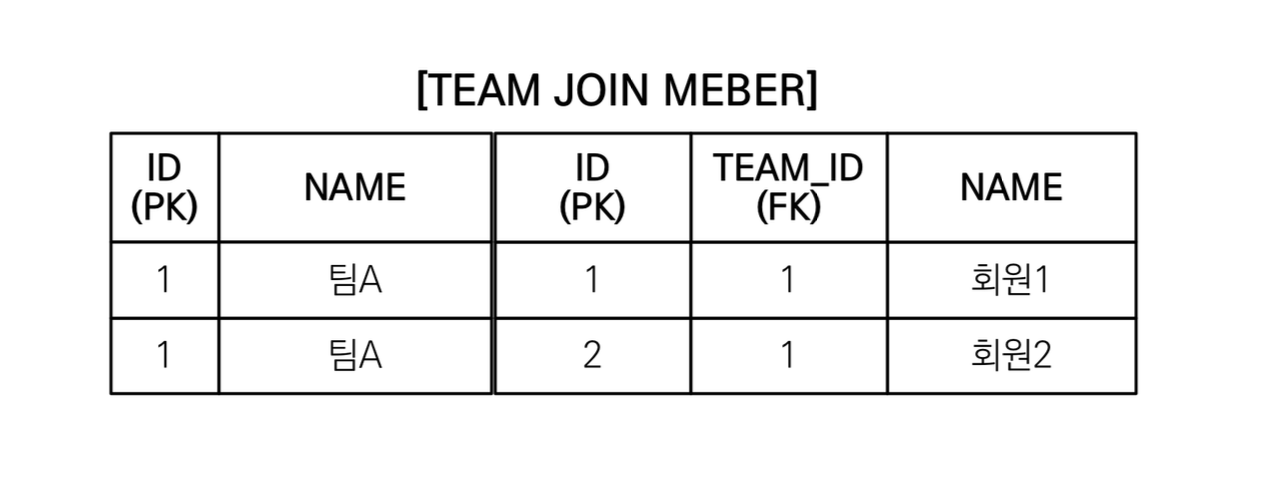 [TEAM JOIN MEBER]
ID (PK) NAME ID (PK) TEAM_ID (FK) NAME
1 팀A 1 1 회원1
1 팀A 2 1 회원2